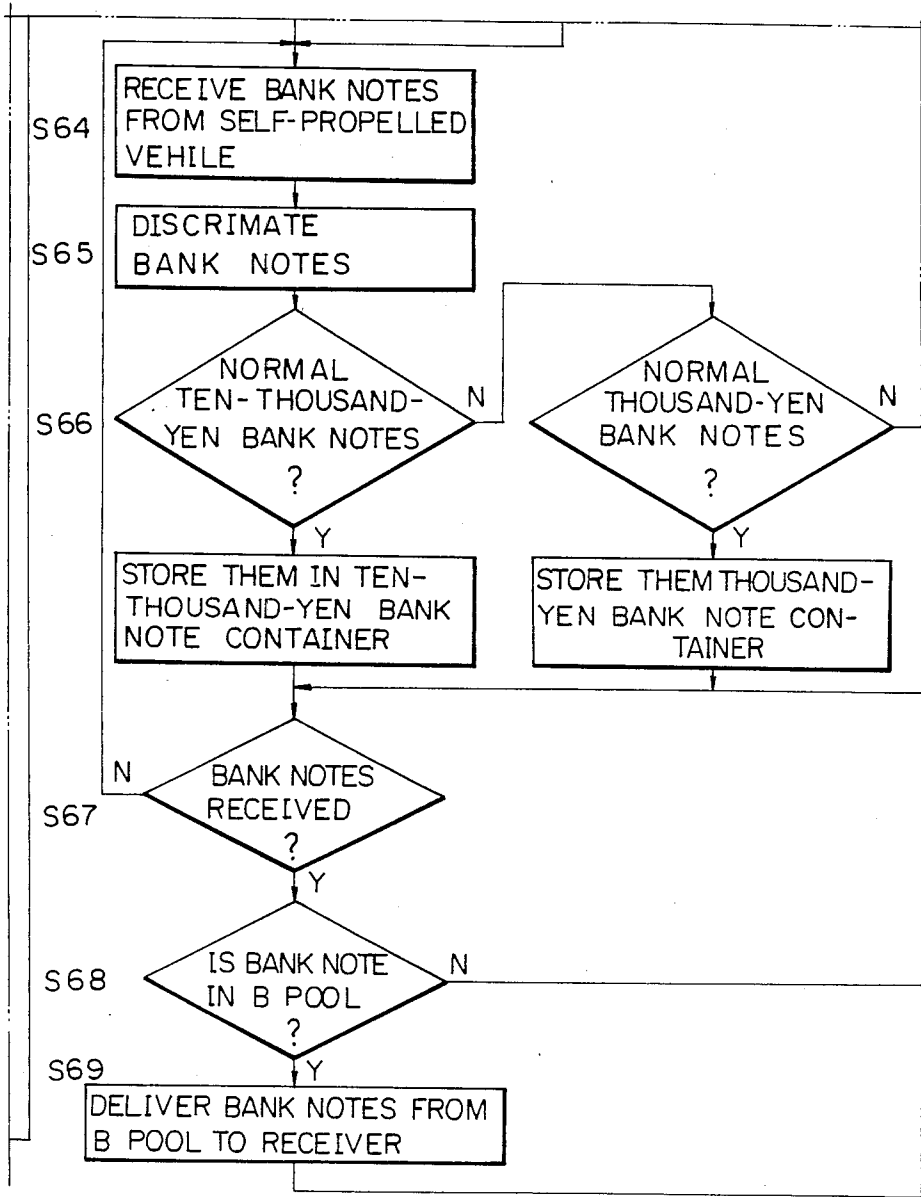 S64
RECEIVE BANK NOTES
FROM SELF-PROPELLED
VEHILE
S65
DISCRIMATE
BANK NOTES
S66
NORMAL
TEN-THOUSAND-
YEN BANK NOTES
?
N
Y
NORMAL
THOUSAND-YEN
BANK NOTES
?
N
Y
STORE THEM IN TEN-
THOUSAND-YEN BANK
NOTE CONTAINER
STORE THEM THOUSAND-
YEN BANK NOTE CON-
TAINER
S67
N
BANK NOTES
RECEIVED
?
Y
S68
IS BANK NOTE
IN B POOL
?
N
Y
S69
DELIVER BANK NOTES FROM
B POOL TO RECEIVER